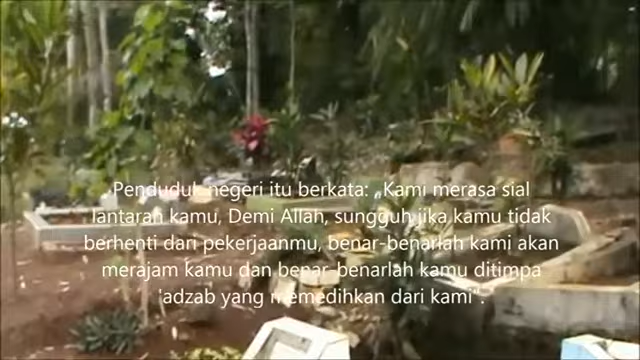 Penduduk negeri itu berkata: „Kami merasa sial
lantaran kamu, Demi Allah, sungguh jika kamu tidak
berhenti dari pekerjaanmu, benar-benarlah kami akan
merajam kamu dan benar-benarlah kamu ditimpa
'adzab yang memedihkan dari kami".